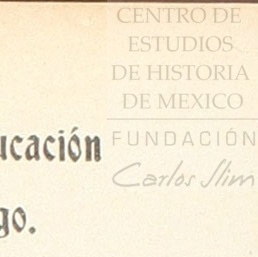 CENTRO DE
ESTUDIOS
DE HISTORIA
DE MEXICO
FUNDACIÓN
Carlos Slim
ucación
go.